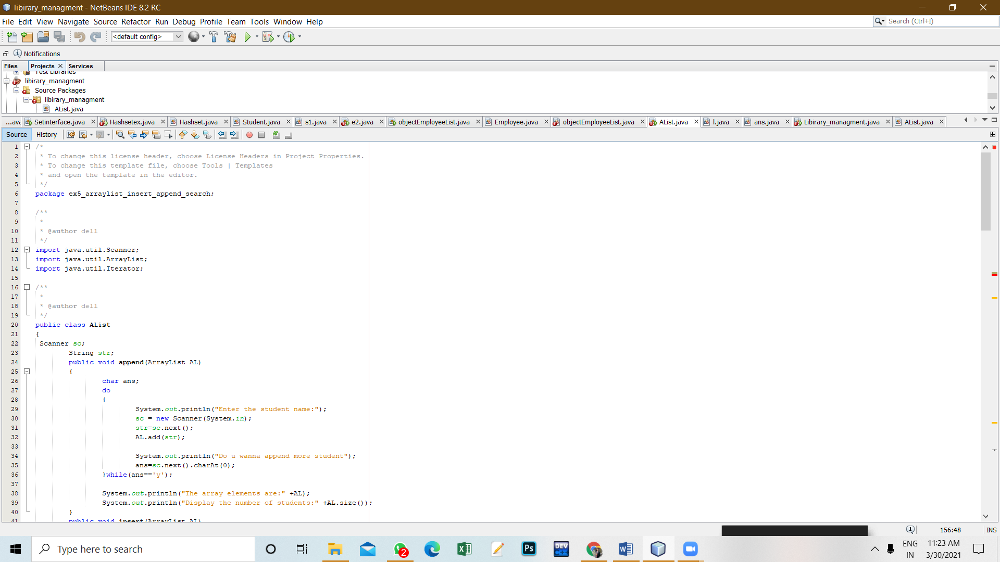 libirary_managment - NetBeans IDE 8.2 RC
File Edit View Navigate Source Refactor Run Debug Profile Team Tools Window Help
Search (Ctrl+I)
<default config>
Notifications
Files Projects Services
Test Libraries
libirary_managment
Source Packages
libirary_managment
AList.java
...ava Setinterface.java Hashsetex.java Hashset.java Student.java s1.java e2.java objectEmployeeList.java Employee.java objectEmployeeList.java AList.java l.java ans.java Libirary_managment.java AList.java
Source History
1 /*
2 * To change this license header, choose License Headers in Project Properties.
3 * To change this template file, choose Tools | Templates
4 * and open the template in the editor.
5 */
6 package ex5_arraylist_insert_append_search;
7
8 /**
9 *
10 * @author dell
11 */
12 import java.util.Scanner;
13 import java.util.ArrayList;
14 import java.util.Iterator;
15
16 /**
17 *
18 * @author dell
19 */
20 public class AList
21 {
22 Scanner sc;
23 String str;
24 public void append(ArrayList AL)
25 {
26 char ans;
27 do
28 {
29 System.out.println("Enter the student name:");
30 sc = new Scanner(System.in);
31 str=sc.next();
32 AL.add(str);
33
34 System.out.println("Do u wanna append more student");
35 ans=sc.next().charAt(0);
36 }while(ans=='y');
37
38 System.out.println("The array elements are:" +AL);
39 System.out.println("Display the number of students:" +AL.size());
40 }
41 public void insert(ArrayList AL)
156:48 INS
Type here to search
2
Ps
DEV
C++
ENG
IN
11:23 AM
3/30/2021